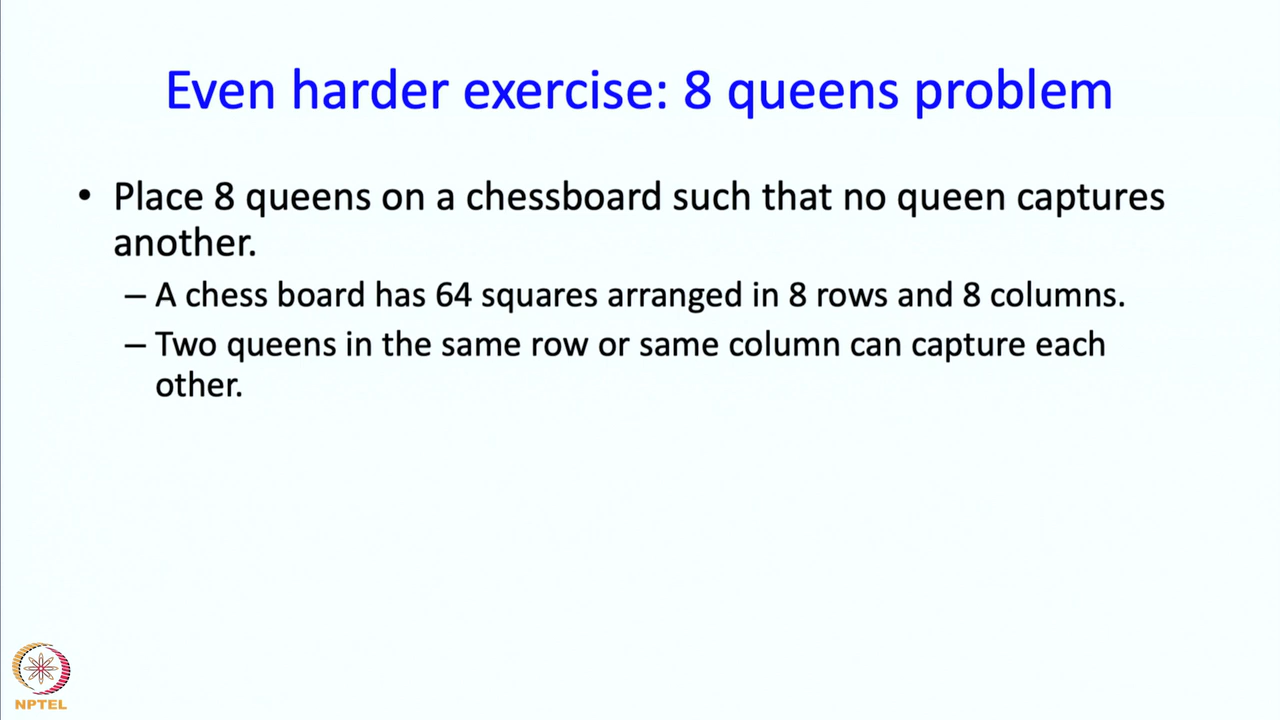 Even harder exercise: 8 queens problem
• Place 8 queens on a chessboard such that no queen captures
another.
– A chess board has 64 squares arranged in 8 rows and 8 columns.
– Two queens in the same row or same column can capture each
other.
NPTEL